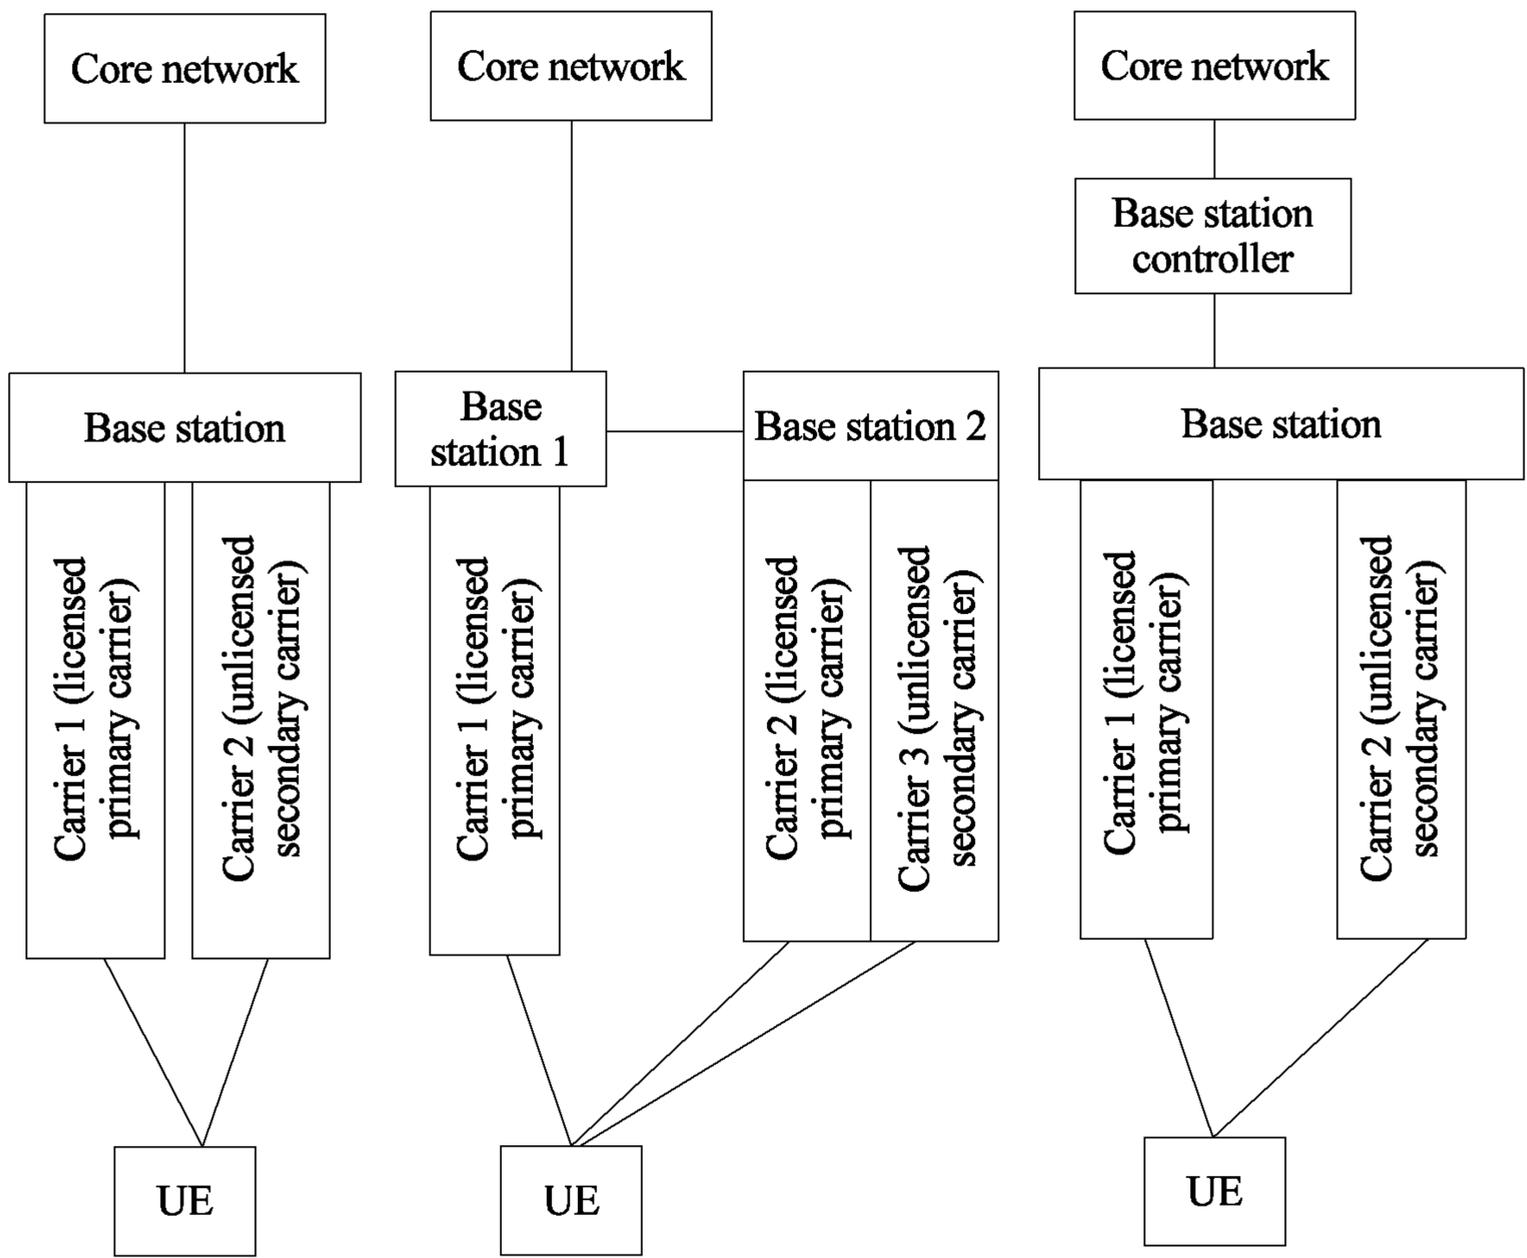 Core network
Base station
Carrier 1 (licensed
primary carrier)
Carrier 2 (unlicensed
secondary carrier)
UE
Core network
Base
station 1
Base station 2
Carrier 1 (licensed
primary carrier)
Carrier 2 (licensed
primary carrier)
Carrier 3 (unlicensed
secondary carrier)
UE
Core network
Base station
controller
Base station
Carrier 1 (licensed
primary carrier)
Carrier 2 (unlicensed
secondary carrier)
UE